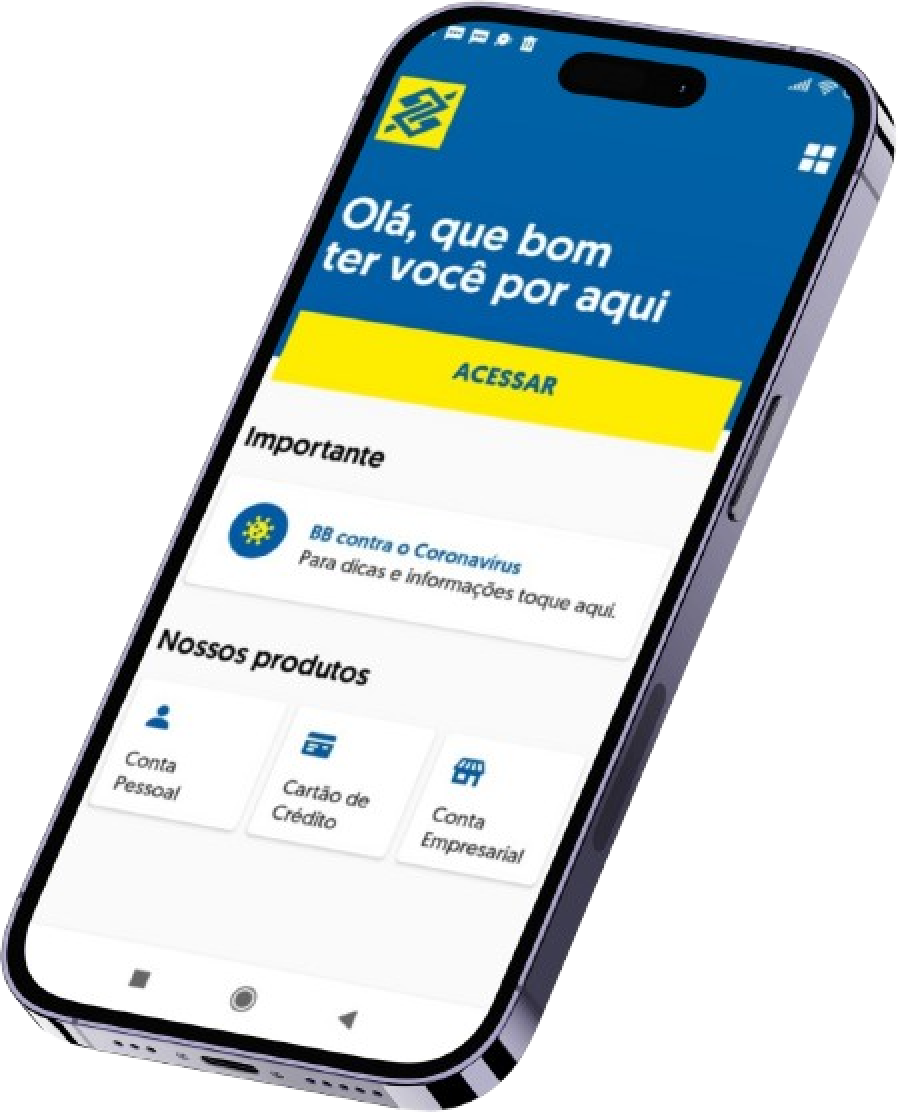 Olá, que bom
ter você por aqui
ACESSAR
Importante
BB contra o Coronavírus
Para dicas e informações toque aqui.
Nossos produtos
Conta
Pessoal
Cartão de
Crédito
Conta
Empresarial